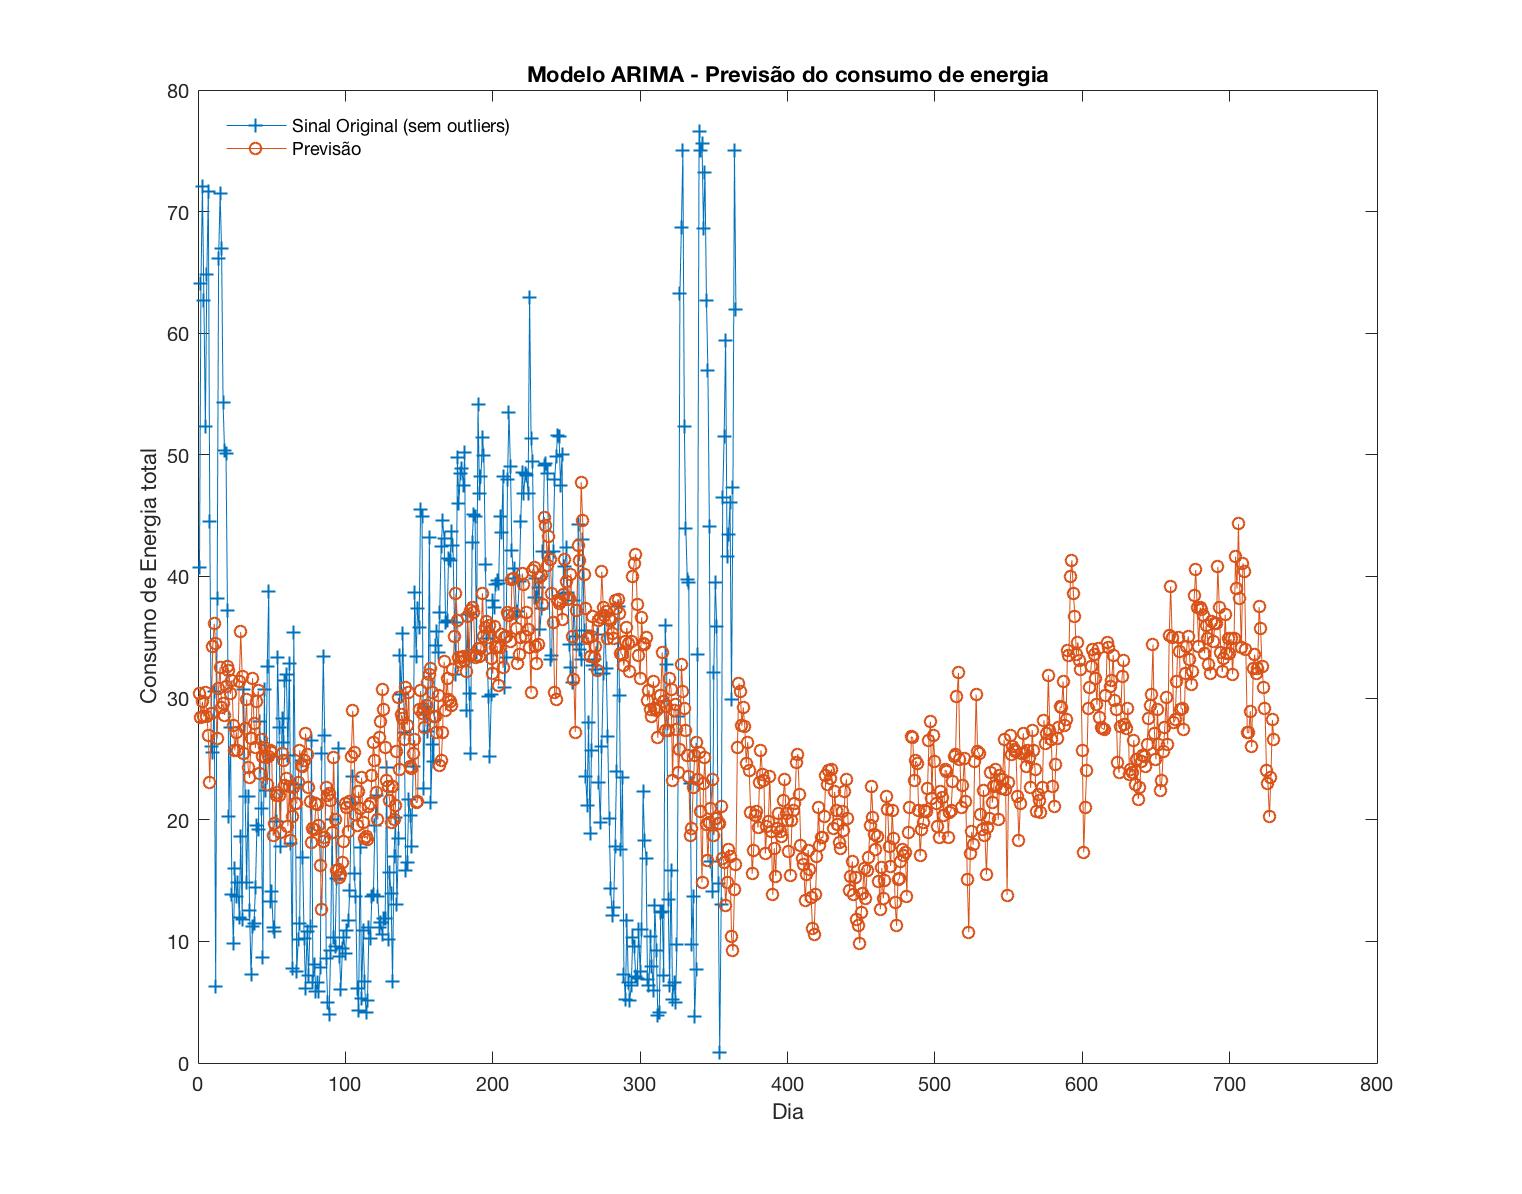 Modelo ARIMA - Previsão do consumo de energia
Sinal Original (sem outliers)
Previsão
Consumo de Energia total
80
70
60
50
40
30
20
10
0
0 100 200 300 400 500 600 700 800
Dia